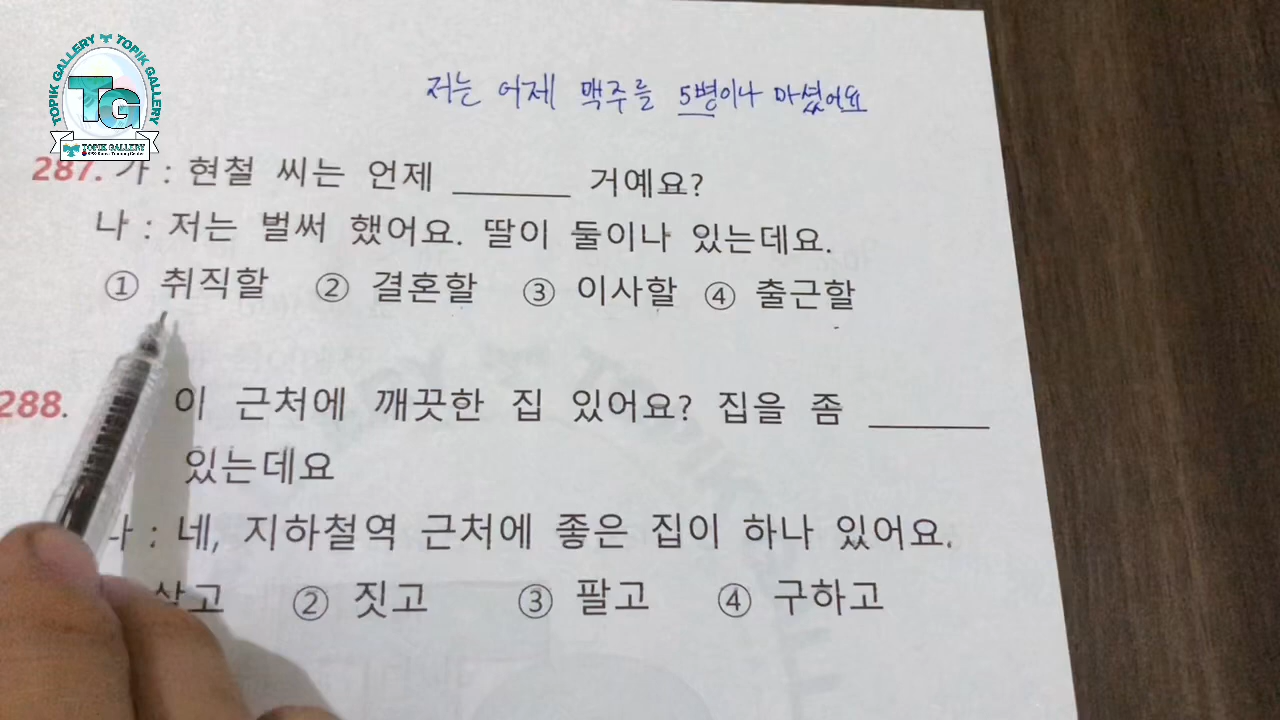 TOPIK GALLERY TOPIK GALLERY
TG
TOPIK GALLERY
저는 어제 맥주를 5병이나 마셨어요
287. 가 : 현철 씨는 언제 ______ 거예요?
나 : 저는 벌써 했어요. 딸이 둘이나 있는데요.
① 취직할 ② 결혼할 ③ 이사할 ④ 출근할
288. 이 근처에 깨끗한 집 있어요? 집을 좀 ______
있는데요
: 네, 지하철역 근처에 좋은 집이 하나 있어요.
② 짓고 ③ 팔고 ④ 구하고